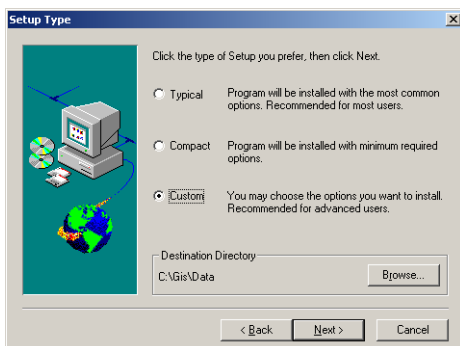 Setup Type
Click the type of Setup you prefer, then click Next.
Typical Program will be installed with the most common
options. Recommended for most users.
Compact Program will be installed with minimum required
options.
Custom You may choose the options you want to install.
Recommended for advanced users.
Destination Directory
C:\Gis\Data Browse...
< Back Next > Cancel